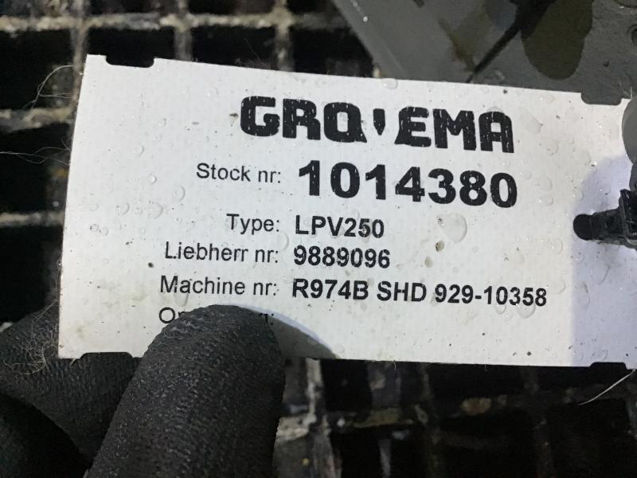 GRO'EMA
Stock nr: 1014380
Type: LPV250
Liebherr nr: 9889096
Machine nr: R974B SHD 929-10358